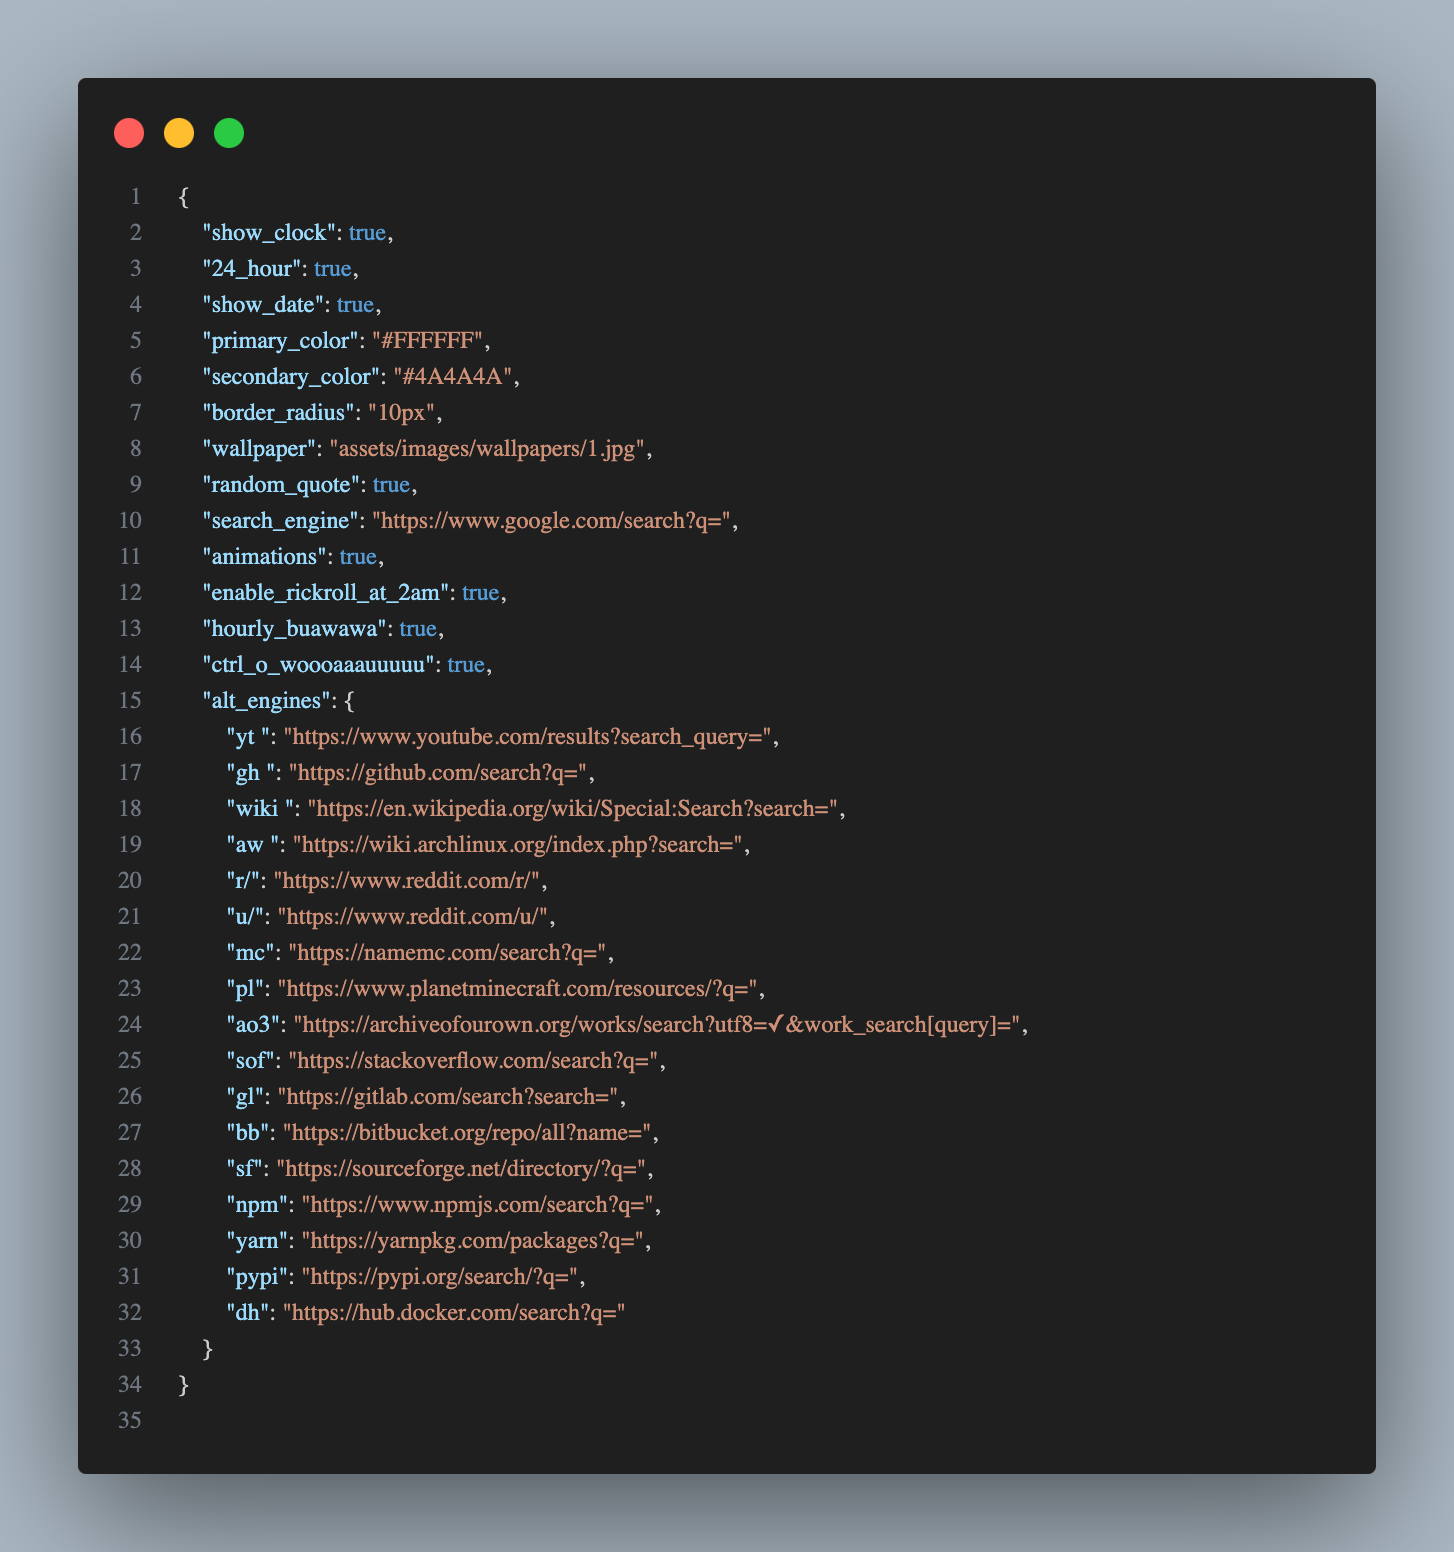 1 {
2 "show_clock": true,
3 "24_hour": true,
4 "show_date": true,
5 "primary_color": "#FFFFFF",
6 "secondary_color": "#4A4A4A",
7 "border_radius": "10px",
8 "wallpaper": "assets/images/wallpapers/1.jpg",
9 "random_quote": true,
10 "search_engine": "https://www.google.com/search?q=",
11 "animations": true,
12 "enable_rickroll_at_2am": true,
13 "hourly_buawawa": true,
14 "ctrl_o_woooaaauuuuu": true,
15 "alt_engines": {
16 "yt ": "https://www.youtube.com/results?search_query=",
17 "gh ": "https://github.com/search?q=",
18 "wiki ": "https://en.wikipedia.org/wiki/Special:Search?search=",
19 "aw ": "https://wiki.archlinux.org/index.php?search=",
20 "r/": "https://www.reddit.com/r/",
21 "u/": "https://www.reddit.com/u/",
22 "mc": "https://namemc.com/search?q=",
23 "pl": "https://www.planetminecraft.com/resources/?q=",
24 "ao3": "https://archiveofourown.org/works/search?utf8=✓&work_search[query]=",
25 "sof": "https://stackoverflow.com/search?q=",
26 "gl": "https://gitlab.com/search?search=",
27 "bb": "https://bitbucket.org/repo/all?name=",
28 "sf": "https://sourceforge.net/directory/?q=",
29 "npm": "https://www.npmjs.com/search?q=",
30 "yarn": "https://yarnpkg.com/packages?q=",
31 "pypi": "https://pypi.org/search/?q=",
32 "dh": "https://hub.docker.com/search?q="
33 }
34 }
35